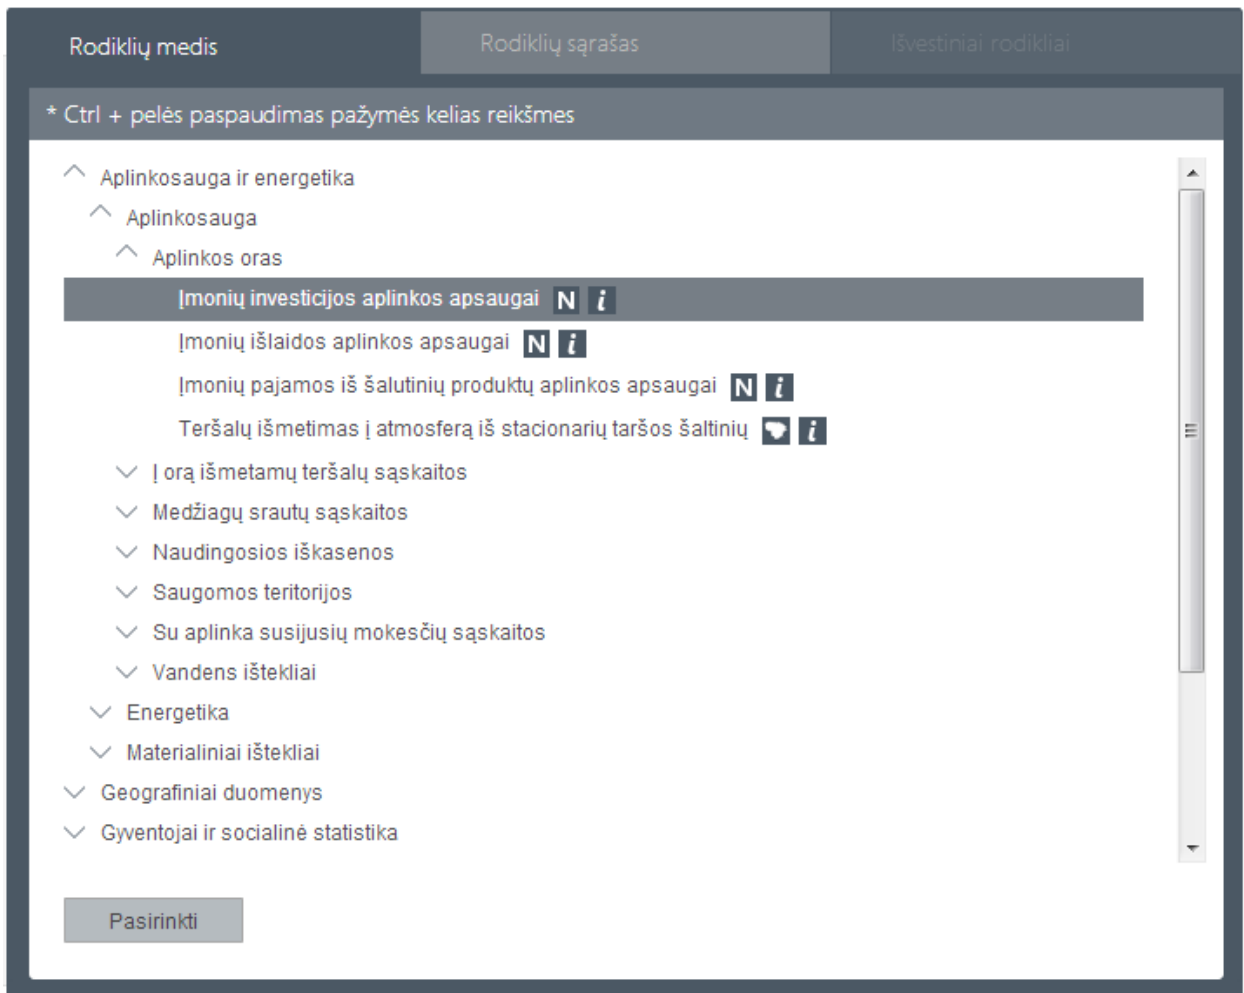 Rodiklių medis
Rodiklių sąrašas
Išvestiniai rodikliai
* Ctrl + pelės paspaudimas pažymės kelias reikšmes
Aplinkosauga ir energetika
Aplinkosauga
Aplinkos oras
Įmonių investicijos aplinkos apsaugai N i
Įmonių išlaidos aplinkos apsaugai N i
Įmonių pajamos iš šalutinių produktų aplinkos apsaugai N i
Teršalų išmetimas į atmosferą iš stacionarių taršos šaltinių i
Į orą išmetamų teršalų sąskaitos
Medžiagų srautų sąskaitos
Naudingosios iškasenos
Saugomos teritorijos
Su aplinka susijusių mokesčių sąskaitos
Vandens ištekliai
Energetika
Materialiniai ištekliai
Geografiniai duomenys
Gyventojai ir socialinė statistika
Pasirinkti